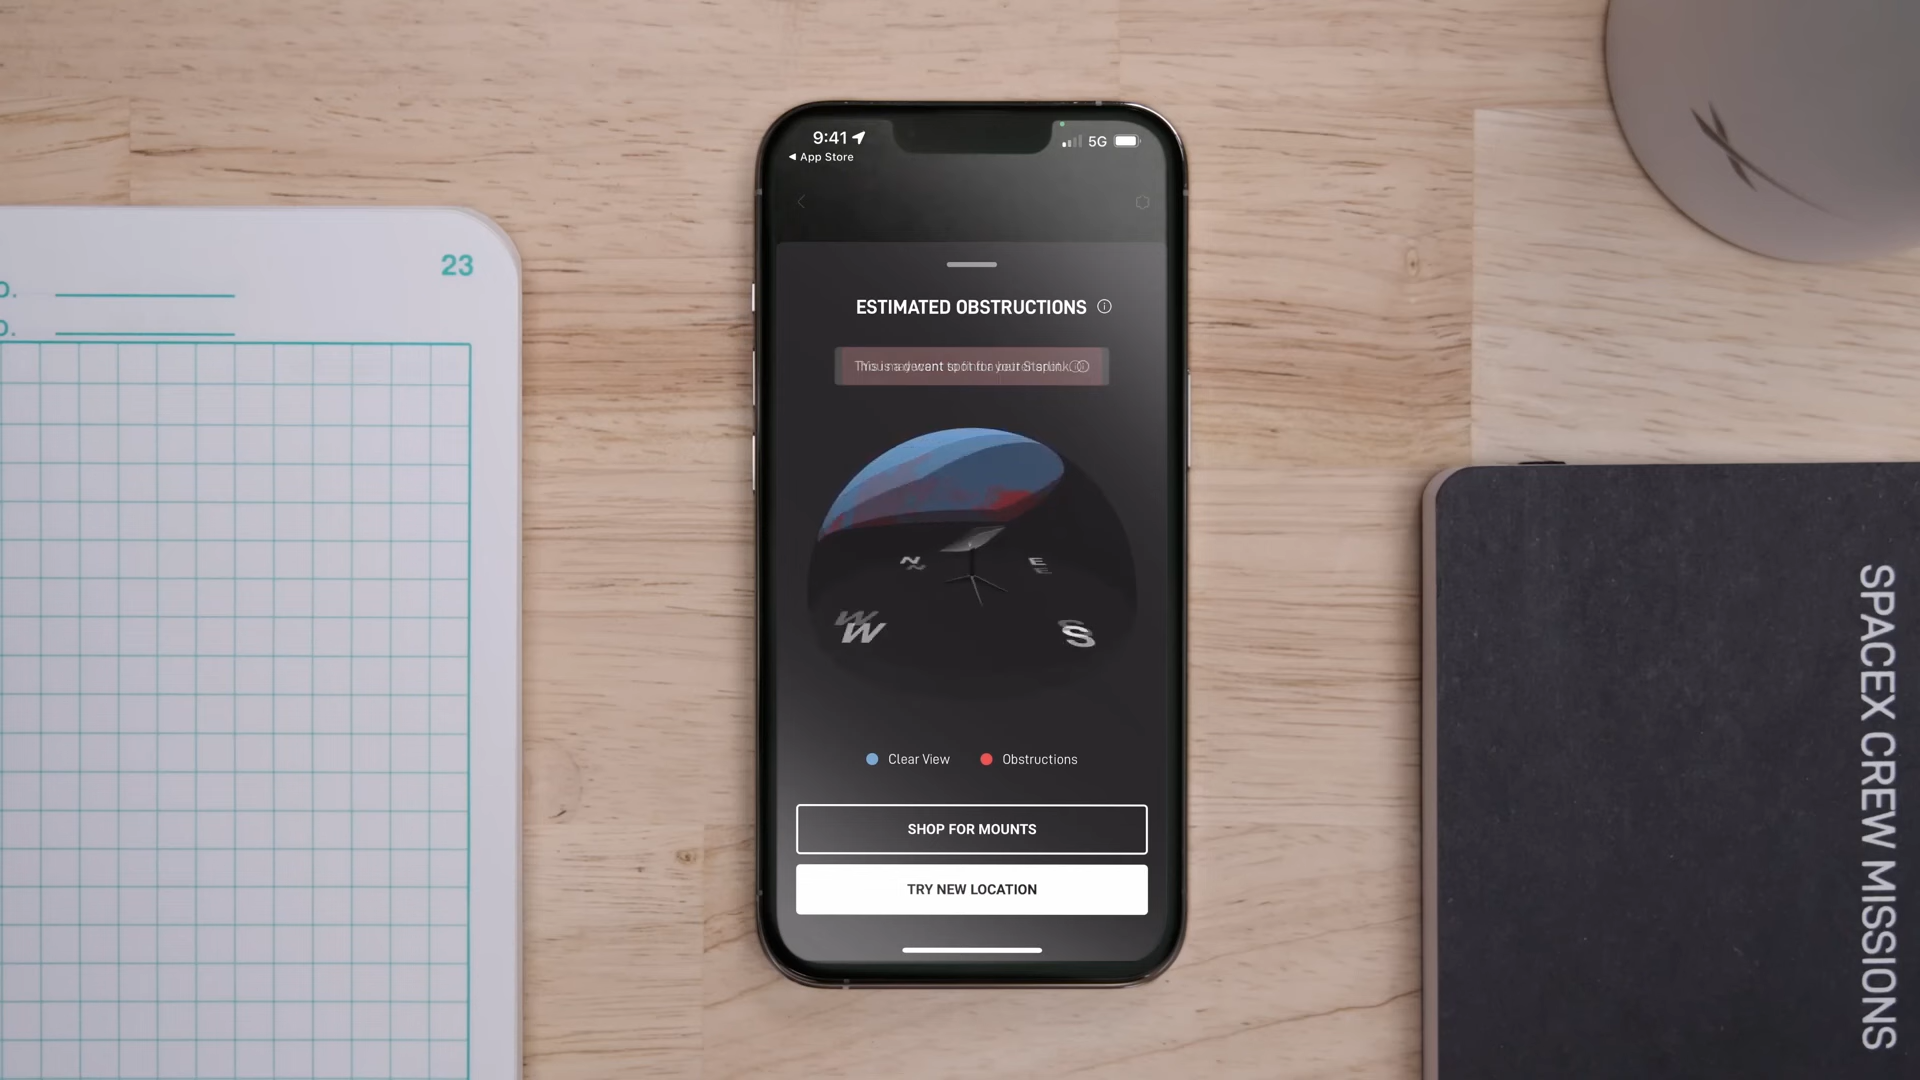 23
9:41
5G
App Store
ESTIMATED OBSTRUCTIONS
N
E
W
S
Clear View
Obstructions
SHOP FOR MOUNTS
TRY NEW LOCATION
SPACEX CREW MISSIONS